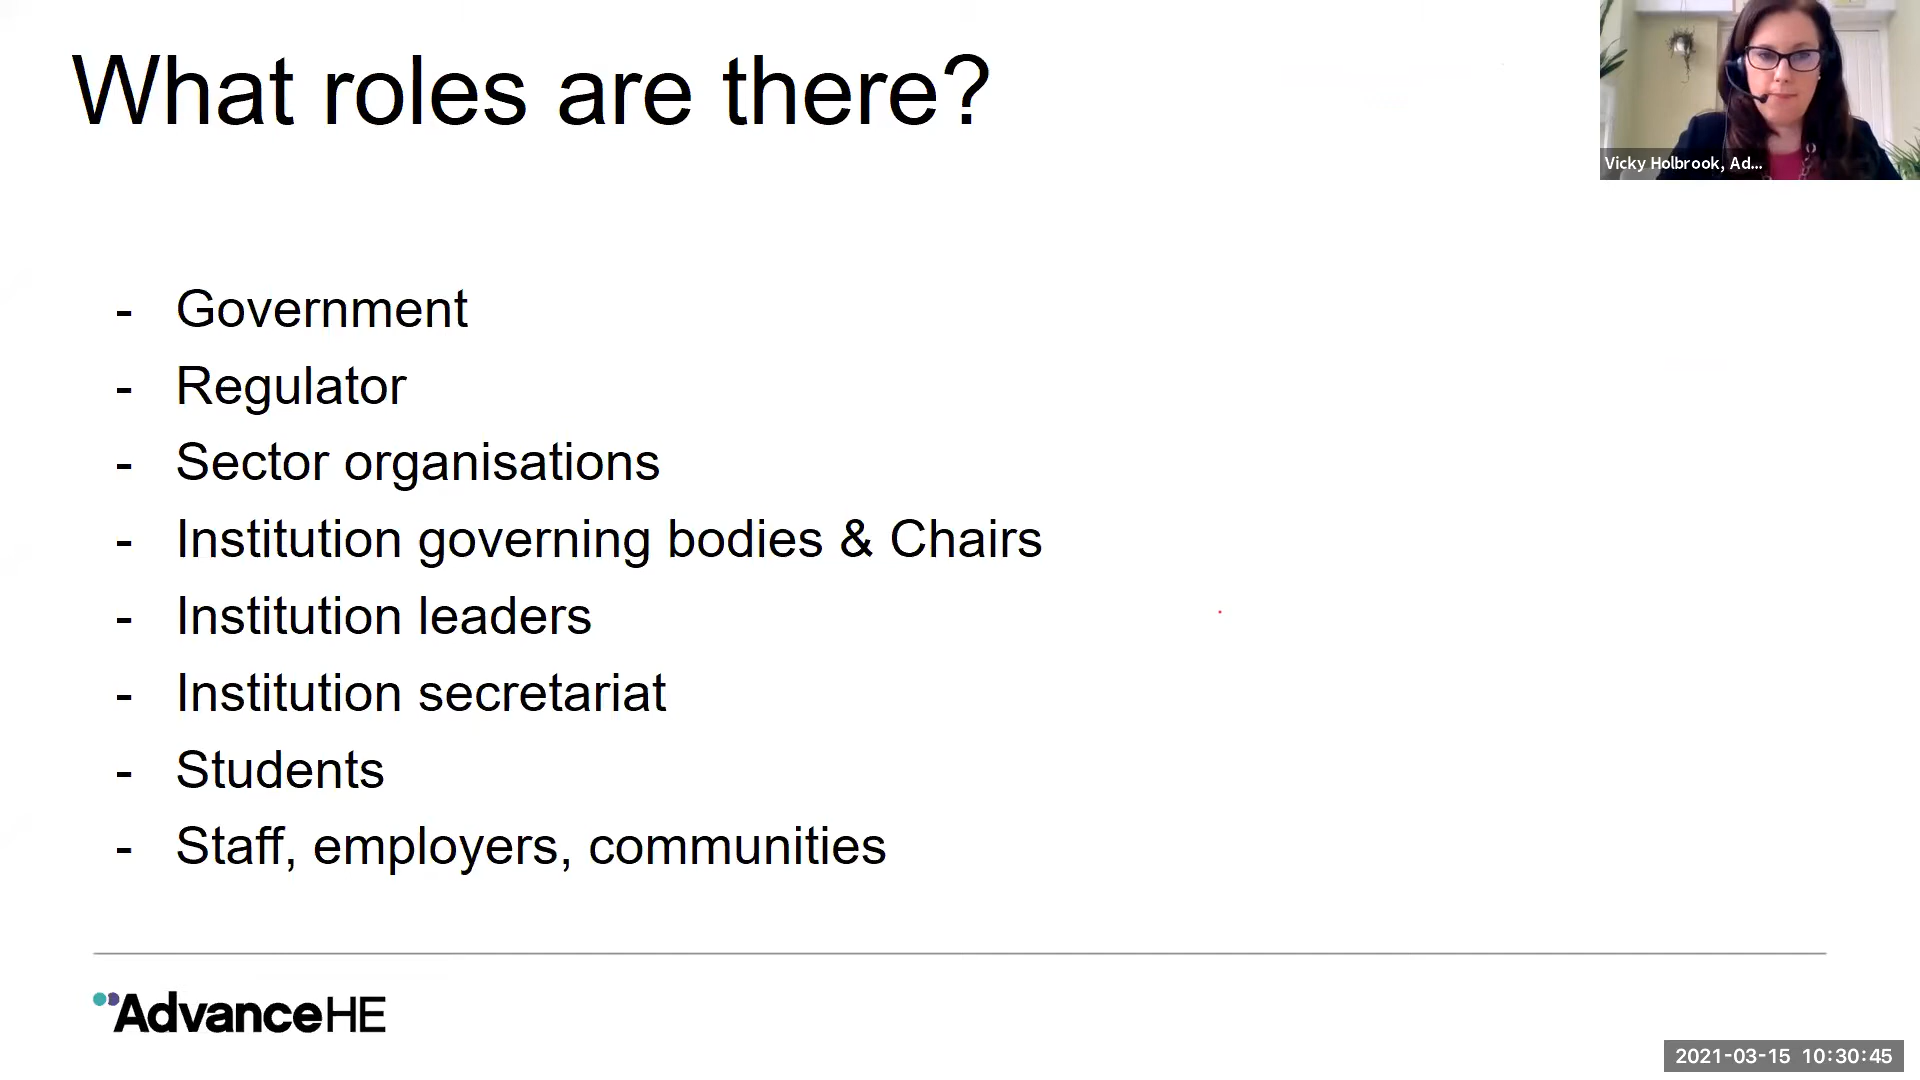 What roles are there?
Vicky Holbrook, Ad...
- Government
- Regulator
- Sector organisations
- Institution governing bodies & Chairs
- Institution leaders
- Institution secretariat
- Students
- Staff, employers, communities
AdvanceHE
2021-03-15 10:30:45